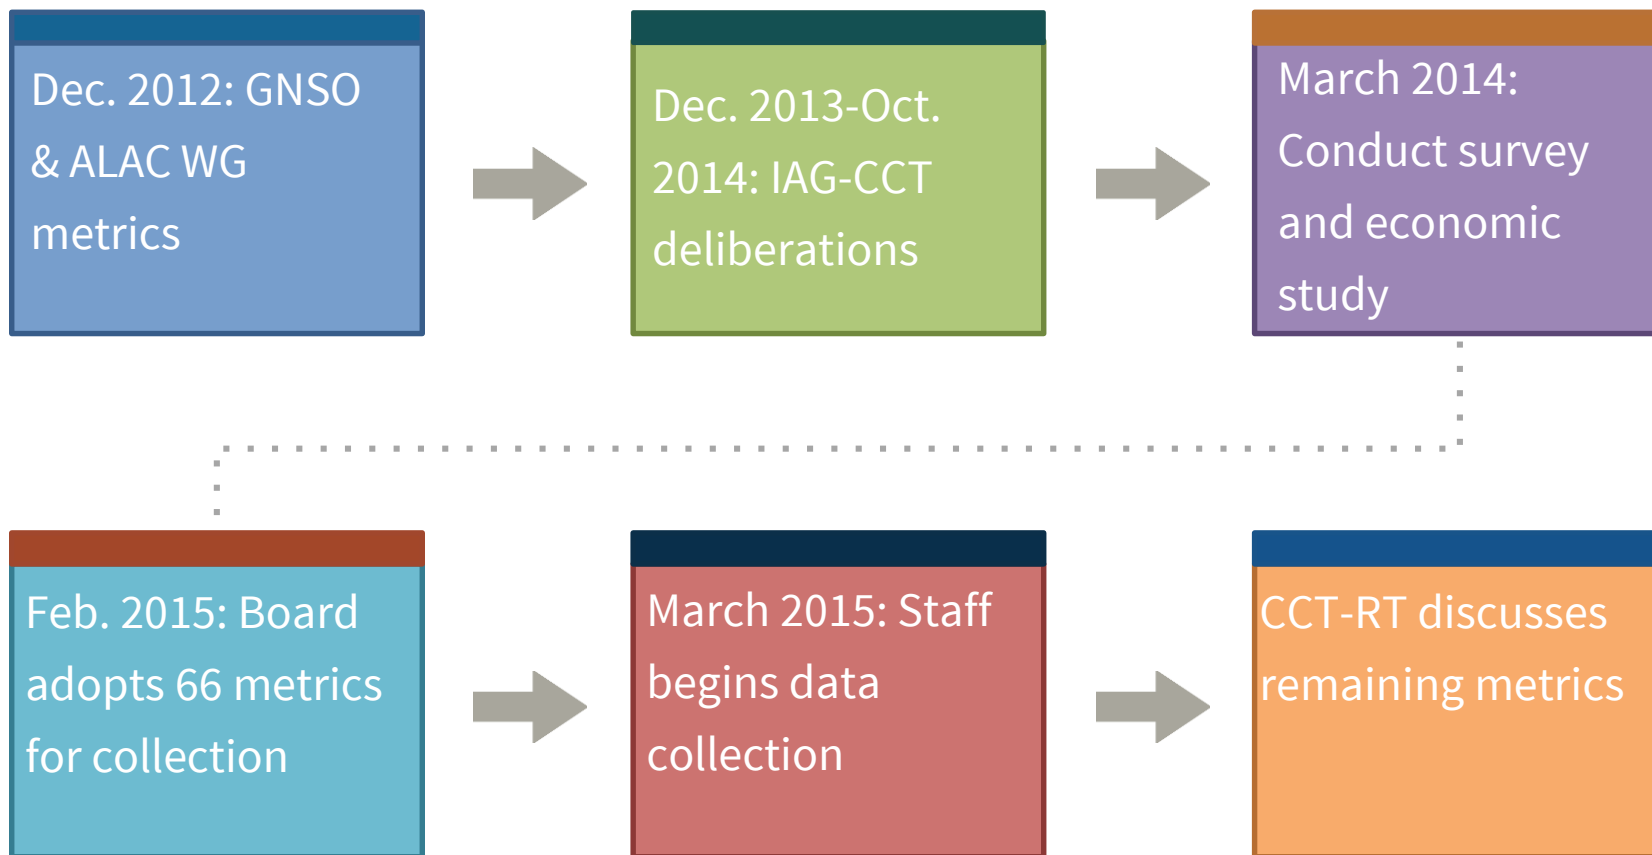 Dec. 2012: GNSO
& ALAC WG
metrics
Dec. 2013-Oct.
2014: IAG-CCT
deliberations
March 2014:
Conduct survey
and economic
study
Feb. 2015: Board
adopts 66 metrics
for collection
March 2015: Staff
begins data
collection
CCT-RT discusses
remaining metrics